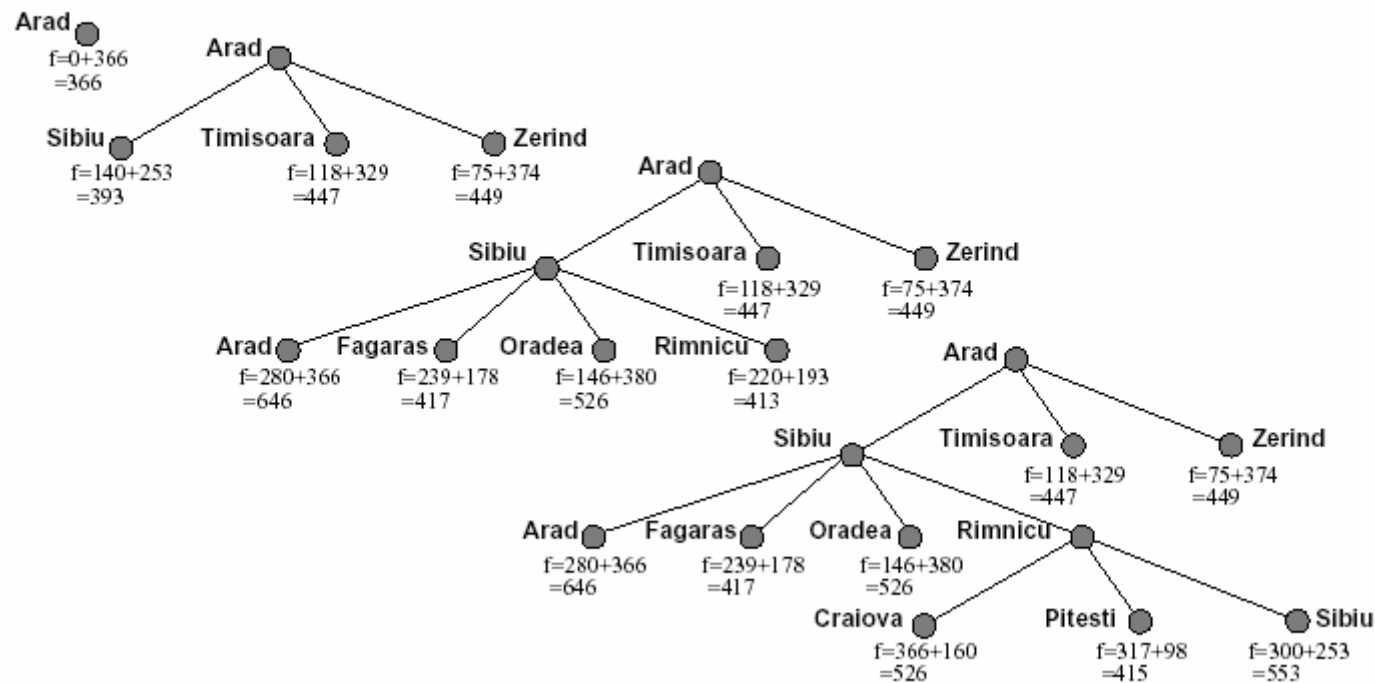 Arad
f=0+366
=366
Arad
Sibiu Timisoara Zerind
f=140+253 f=118+329 f=75+374
=393 =447 =449
Arad
Sibiu Timisoara Zerind
f=118+329 f=75+374
=447 =449
Arad Fagaras Oradea Rimnicu
f=280+366 f=239+178 f=146+380 f=220+193
=646 =417 =526 =413
Arad
Sibiu Timisoara Zerind
f=118+329 f=75+374
=447 =449
Arad Fagaras Oradea Rimnicu
f=280+366 f=239+178 f=146+380
=646 =417 =526
Craiova Pitesti Sibiu
f=366+160 f=317+98 f=300+253
=526 =415 =553